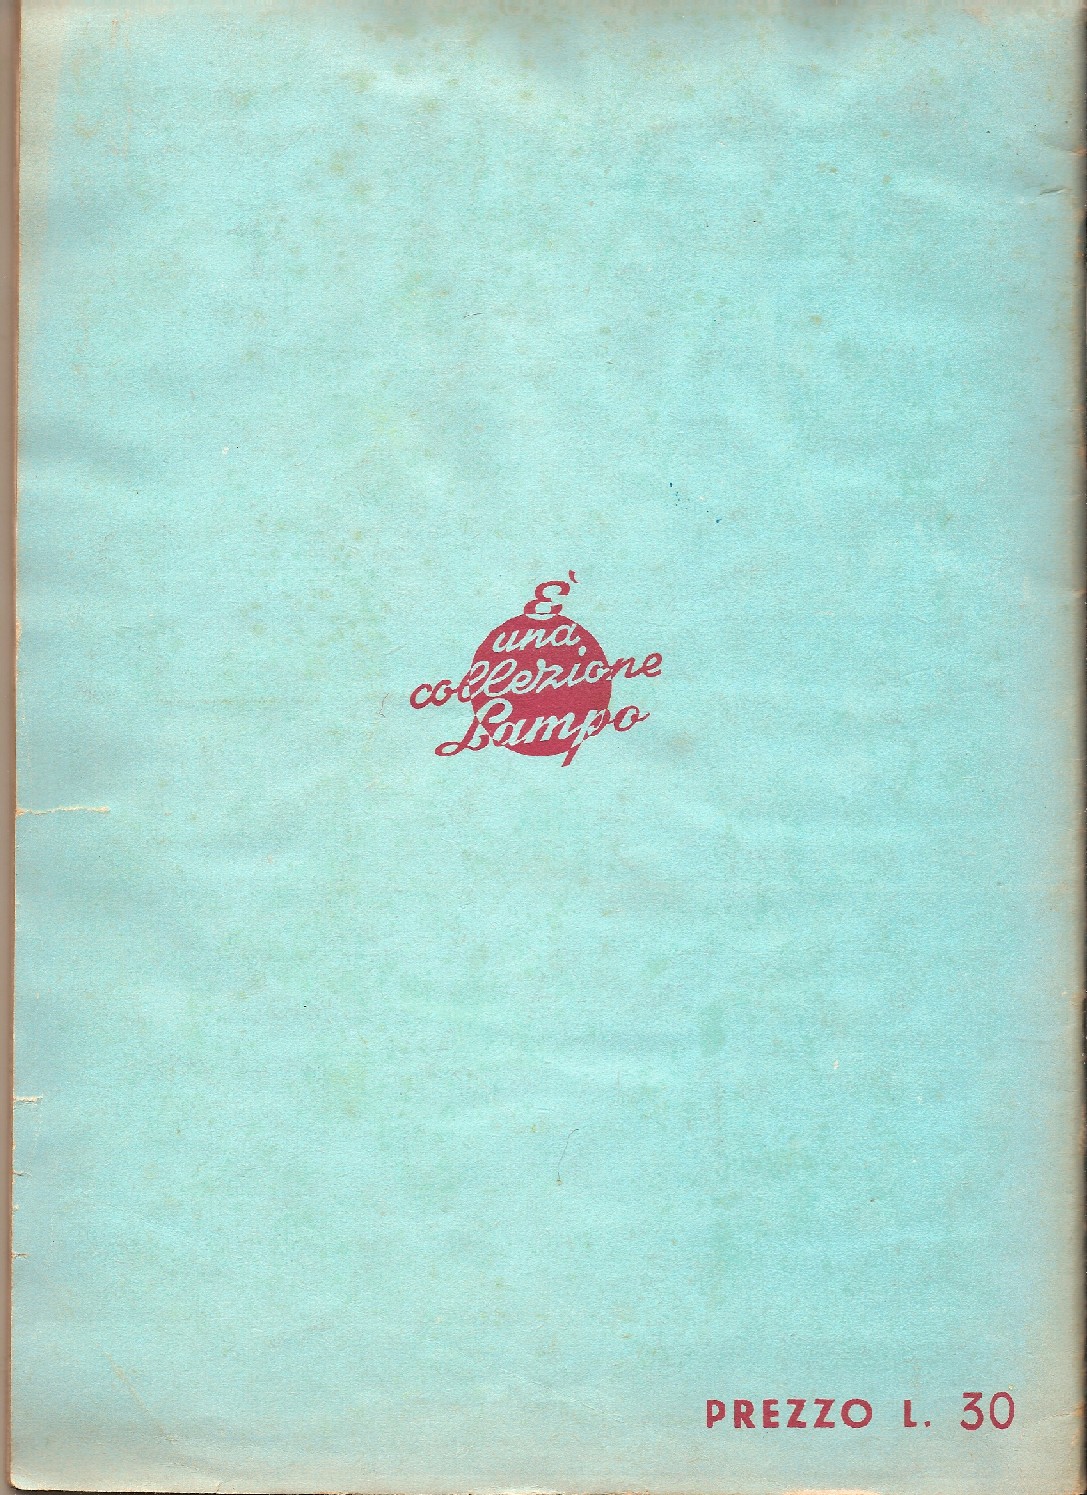 È
una
collezione
Lampo
PREZZO L. 30